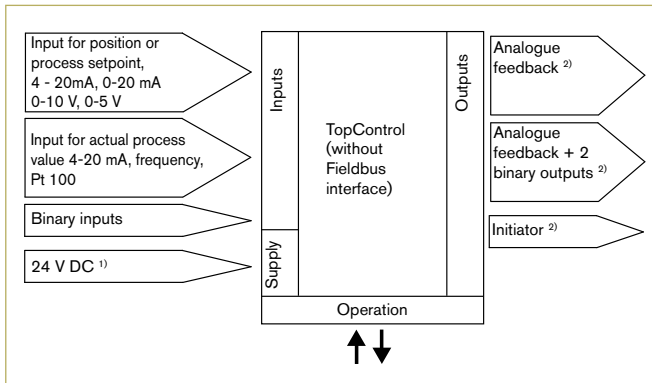 Input for position or
process setpoint,
4 - 20mA, 0-20 mA
0-10 V, 0-5 V
Input for actual process
value 4-20 mA, frequency,
Pt 100
Binary inputs
24 V DC 1)
Inputs
Supply
TopControl
(without
Fieldbus
interface)
Operation
Outputs
Analogue
feedback 2)
Analogue
feedback + 2
binary outputs 2)
Initiator 2)